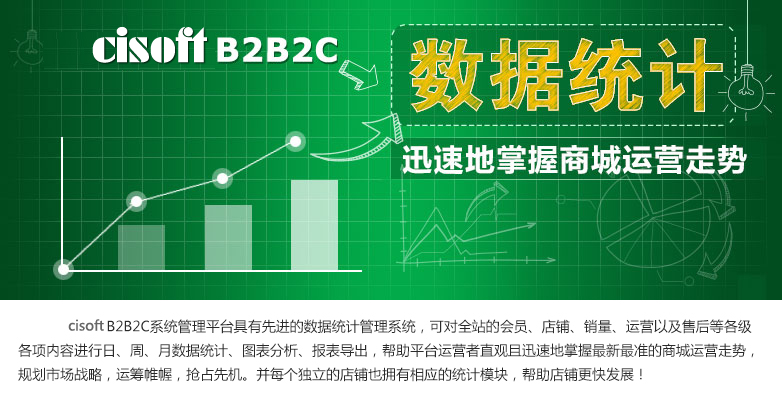 cisoft B2B2C
数据统计
迅速地掌握商城运营走势
cisoft B2B2C系统管理平台具有先进的数据统计管理系统，可对全站的会员、店铺、销量、运营以及售后等各级
各项内容进行日、周、月数据统计、图表分析、报表导出，帮助平台运营者直观且迅速地掌握最新最准的商城运营走势，
规划市场战略，运筹帷幄，抢占先机。并每个独立的店铺也拥有相应的统计模块，帮助店铺更快发展！